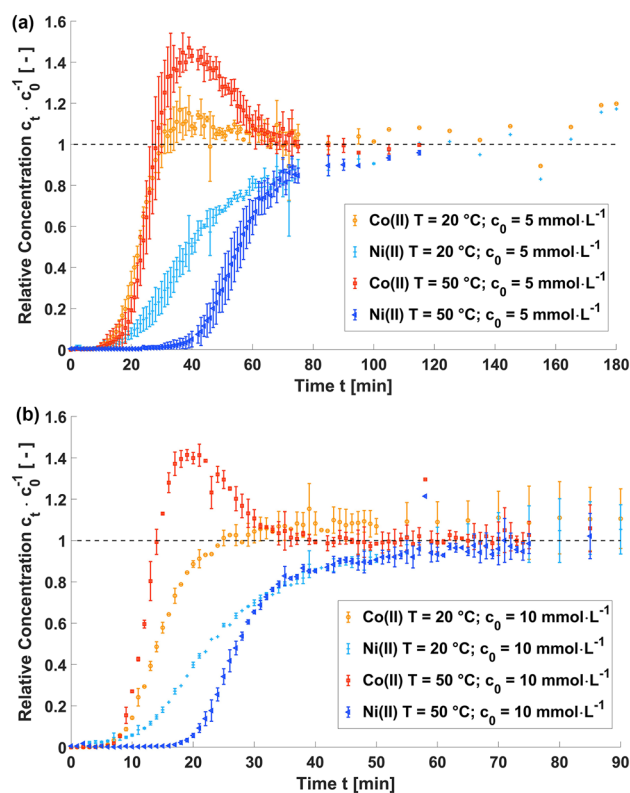 (a)
Relative Concentration c_t · c_0^-1 [ - ]
1.6
1.4
1.2
1
0.8
0.6
0.4
0.2
0
Co(II) T = 20 °C; c_0 = 5 mmol·L^-1
Ni(II) T = 20 °C; c_0 = 5 mmol·L^-1
Co(II) T = 50 °C; c_0 = 5 mmol·L^-1
Ni(II) T = 50 °C; c_0 = 5 mmol·L^-1
0 20 40 60 80 100 120 140 160 180
Time t [min]
(b)
Relative Concentration c_t · c_0^-1 [ - ]
1.6
1.4
1.2
1
0.8
0.6
0.4
0.2
0
Co(II) T = 20 °C; c_0 = 10 mmol·L^-1
Ni(II) T = 20 °C; c_0 = 10 mmol·L^-1
Co(II) T = 50 °C; c_0 = 10 mmol·L^-1
Ni(II) T = 50 °C; c_0 = 10 mmol·L^-1
0 10 20 30 40 50 60 70 80 90
Time t [min]